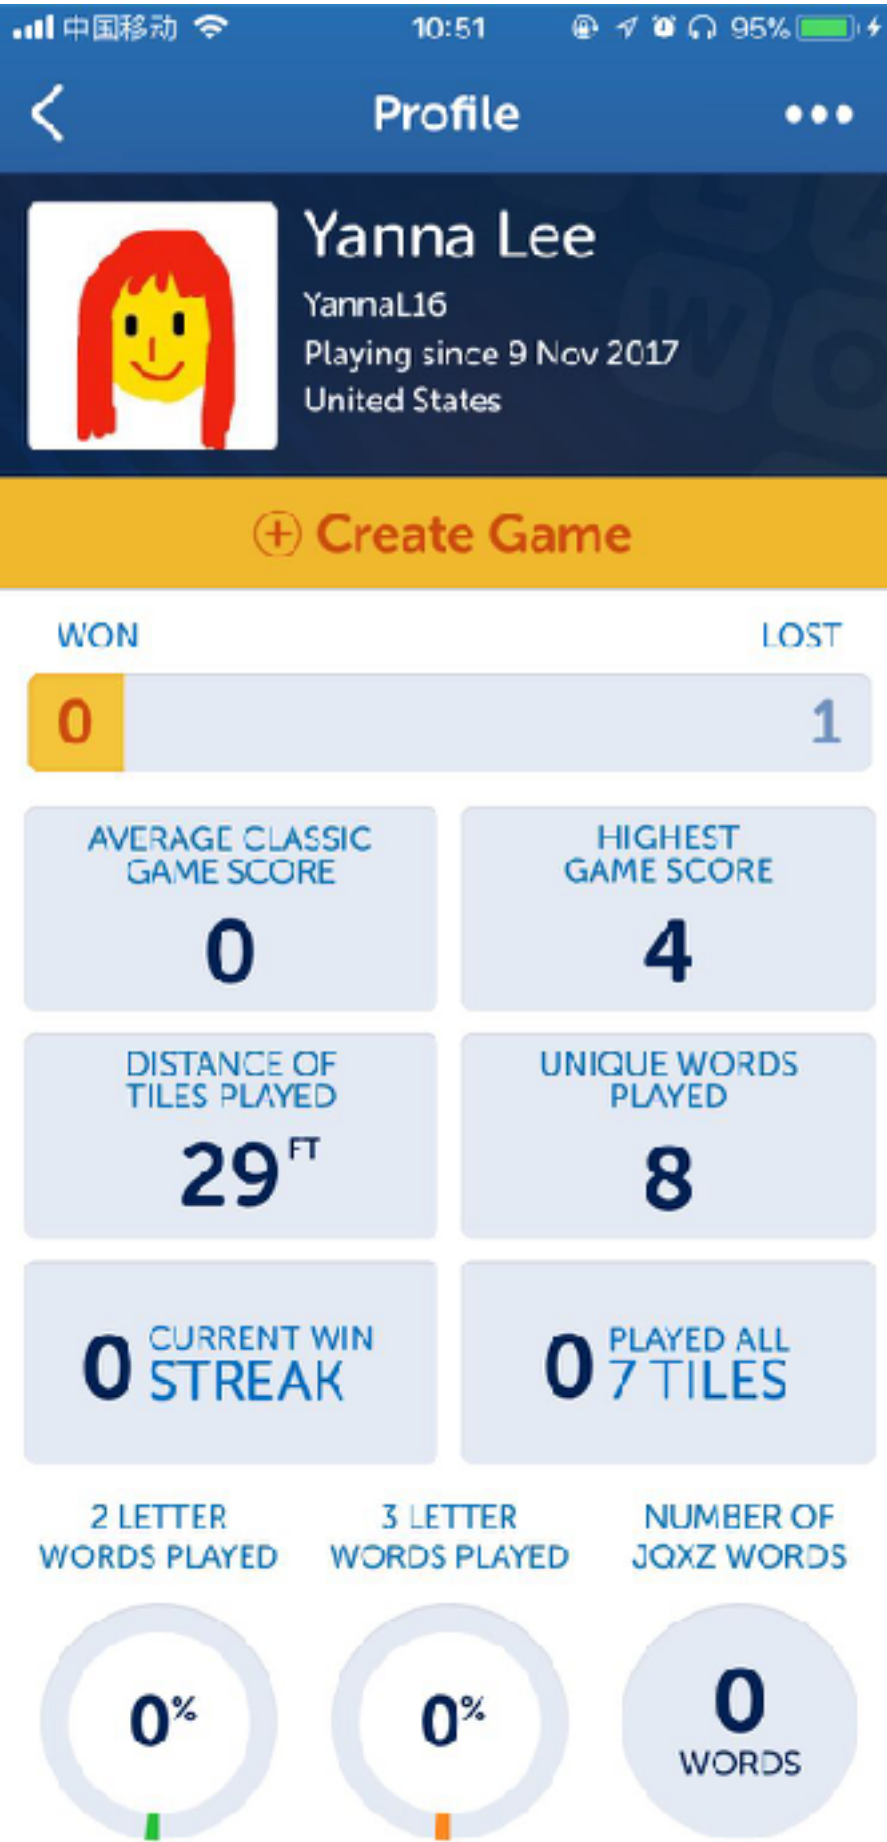 中国移动 10:51 95%
Profile
Yanna Lee
YannaL16
Playing since 9 Nov 2017
United States
Create Game
WON LOST
0 1
AVERAGE CLASSIC
GAME SCORE
0
HIGHEST
GAME SCORE
4
DISTANCE OF
TILES PLAYED
29 FT
UNIQUE WORDS
PLAYED
8
0 CURRENT WIN
STREAK
0 PLAYED ALL
7 TILES
2 LETTER
WORDS PLAYED
0%
3 LETTER
WORDS PLAYED
0%
NUMBER OF
JQXZ WORDS
0
WORDS